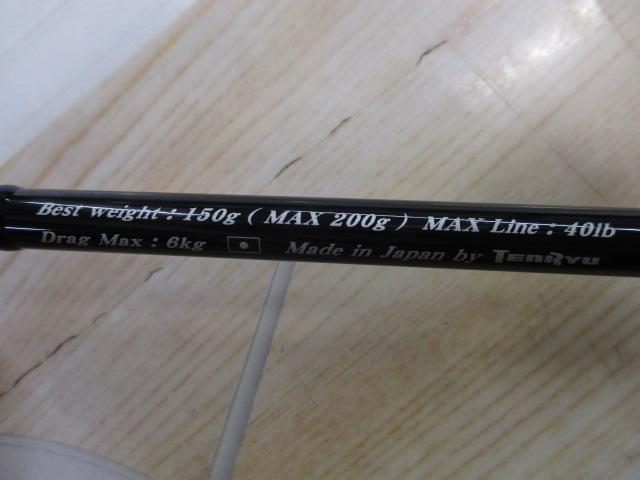 Best weight : 150g ( MAX 200g )  MAX Line : 40lb
Drag Max : 6kg  Made in Japan by TENRYU